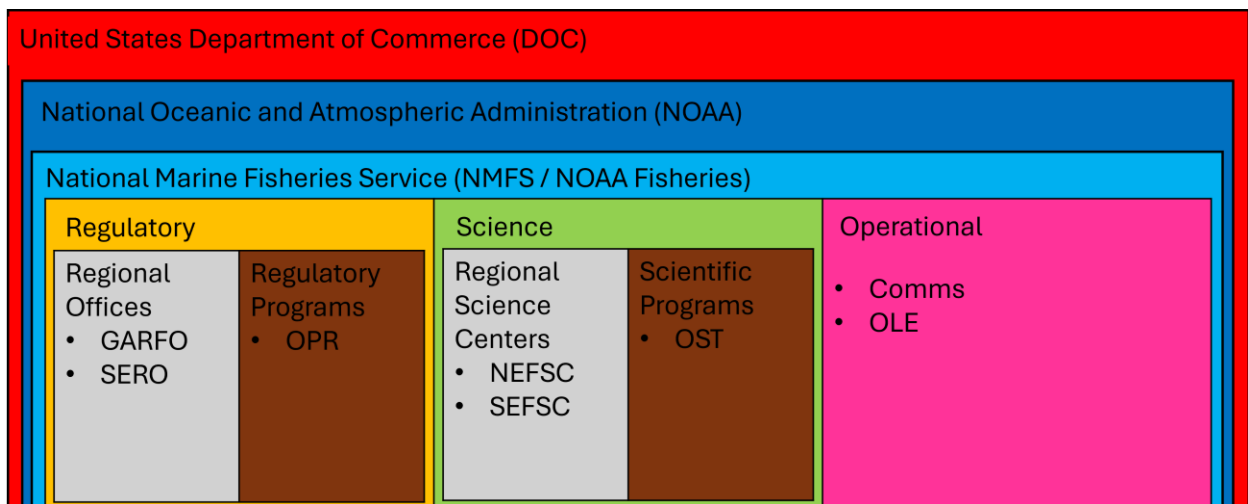 United States Department of Commerce (DOC)
National Oceanic and Atmospheric Administration (NOAA)
National Marine Fisheries Service (NMFS / NOAA Fisheries)
Regulatory
Regional
Offices
• GARFO
• SERO
Regulatory
Programs
• OPR
Science
Regional
Science
Centers
• NEFSC
• SEFSC
Scientific
Programs
• OST
Operational
• Comms
• OLE